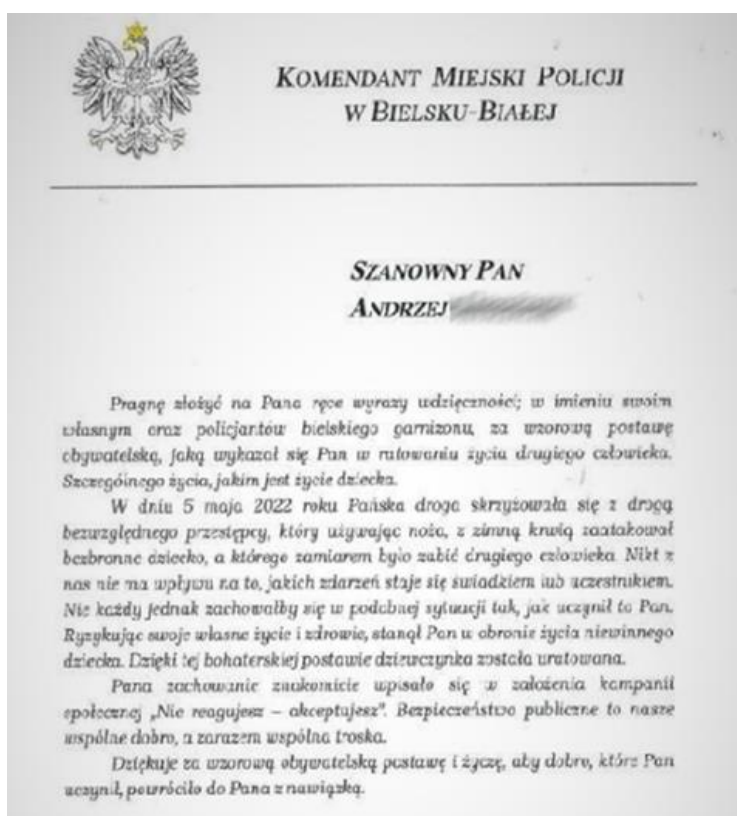 KOMENDANT MIEJSKI POLICJI
W BIELSKU-BIAŁEJ
SZANOWNY PAN
ANDRZEJ
Pragnę złożyć na Pana ręce wyrazy wdzięczności; w imieniu swoim
własnym oraz policjantów bielskiego garnizonu, za wzorową postawę
obywatelską, jaką wykazał się Pan w ratowaniu życia drugiego człowieka.
Szczególnego życia, jakim jest życie dziecka.
W dniu 5 maja 2022 roku Pańska droga skrzyżowała się z drogą
bezwzględnego przestępcy, który używając noża, z zimną krwią zaatakował
bezbronne dziecko, a którego zamiarem było zabić drugiego człowieka. Nikt z
nas nie ma wpływu na to, jakich zdarzeń staje się świadkiem lub uczestnikiem.
Nie każdy jednak zachowałby się w podobnej sytuacji tak, jak uczynił to Pan.
Ryzykując swoje własne życie i zdrowie, stanął Pan w obronie życia niewinnego
dziecka. Dzięki tej bohaterskiej postawie dziewczynka została uratowana.
Pana zachowanie znakomicie wpisało się w założenia kampanii
społecznej „Nie reagujesz – akceptujesz". Bezpieczeństwo publiczne to nasze
wspólne dobro, a zarazem wspólna troska.
Dziękuje za wzorową obywatelską postawę i życzę, aby dobro, które Pan
uczynił, powróciło do Pana z nawiązką.